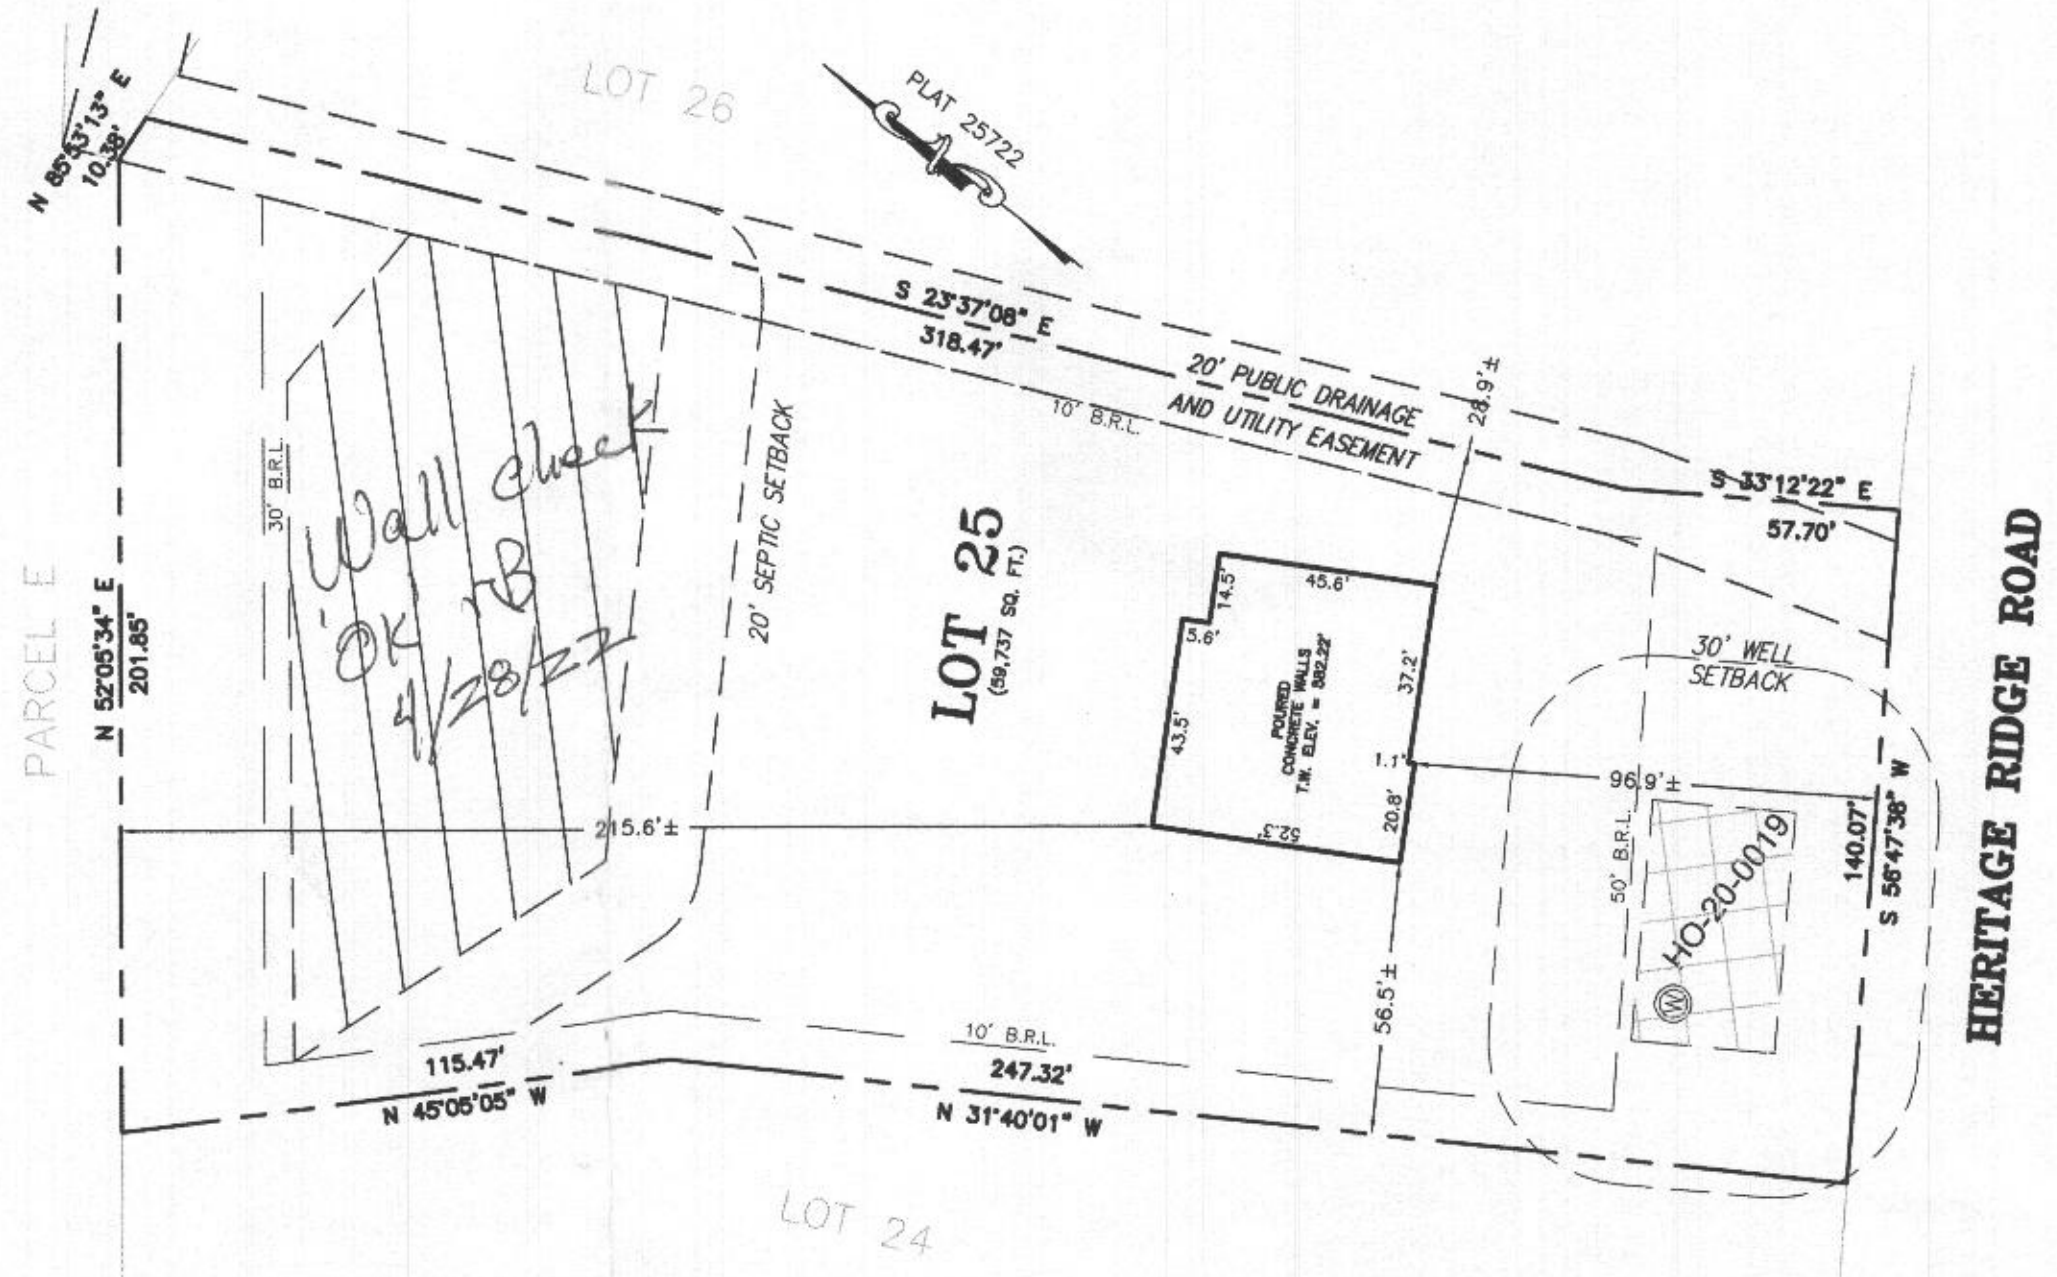 N 85°53'13" E
10.38'
LOT 26
PLAT 25722
S 23°37'08" E
318.47'
20' PUBLIC DRAINAGE
AND UTILITY EASEMENT
10' B.R.L.
28.9'±
S 33°12'22" E
57.70'
PARCEL E
N 52°05'34" E
201.85'
30' B.R.L.
Wall check
OK
4/28/22
20' SEPTIC SETBACK
LOT 25
(59,737 SQ. FT.)
45.6'
14.5'
5.6'
43.5'
POURED
CONCRETE WALLS
T.W. ELEV. = 582.22'
37.2'
1.1'
20.8'
52.3'
215.6'±
96.9'±
56.5'±
30' WELL
SETBACK
50' B.R.L.
HO-20-0019
W
140.07'
S 56°47'38" W
HERITAGE RIDGE ROAD
115.47'
N 45°05'05" W
10' B.R.L.
247.32'
N 31°40'01" W
LOT 24